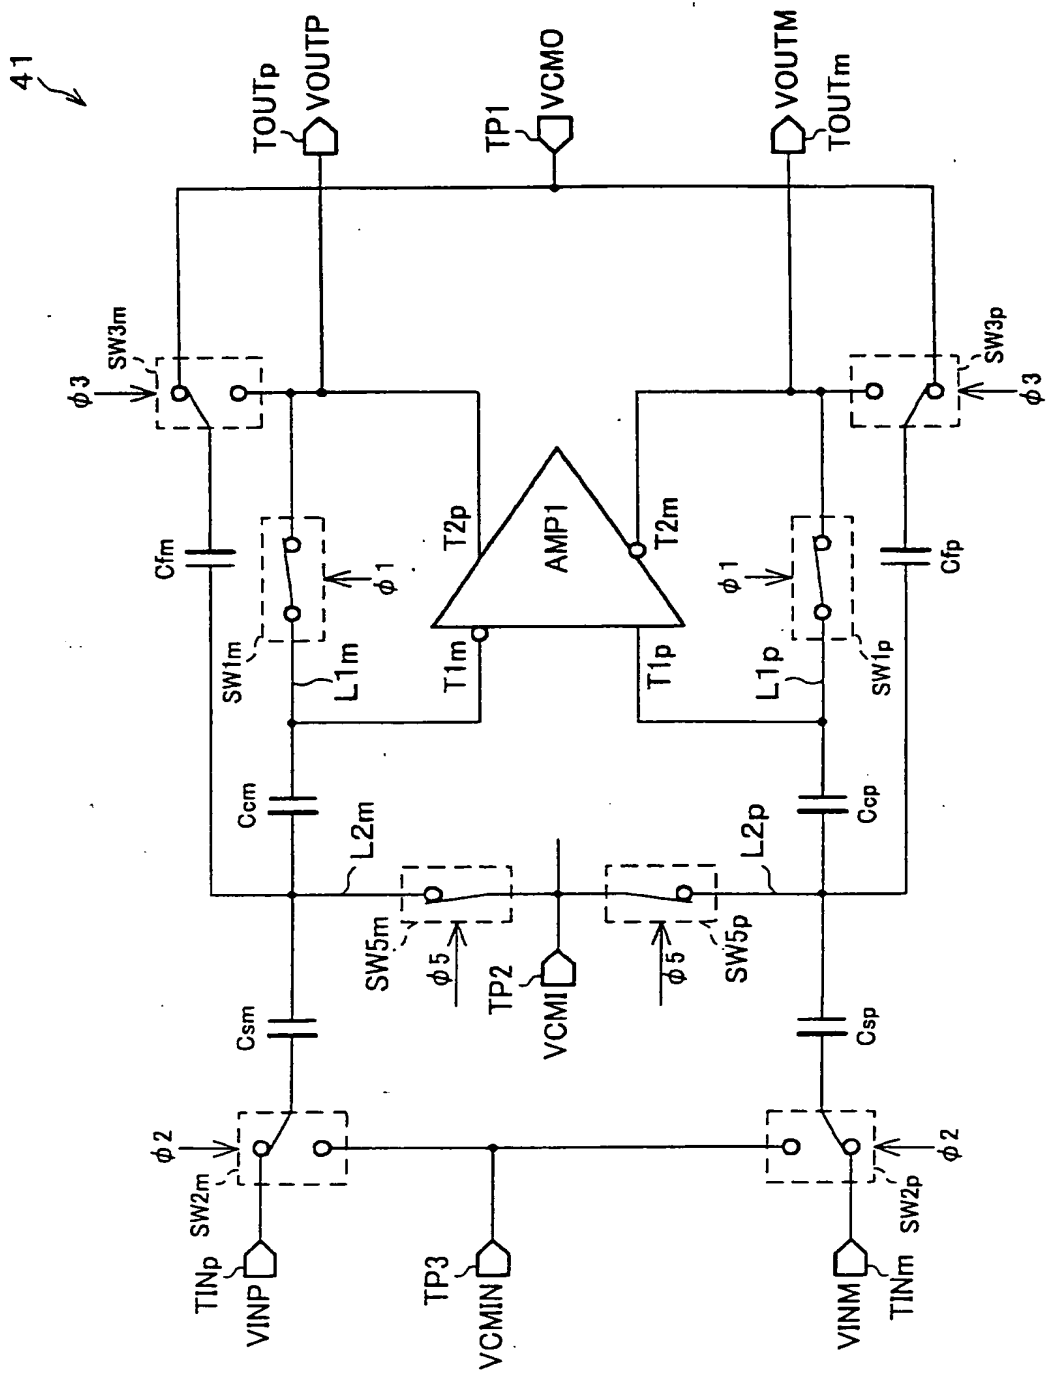 41
TOUTp
VOUTP
TP1
VCMO
VOUTM
TOUTm
SW3m
φ3
SW3p
φ3
Cfm
SW1m
φ1
L1m
T2p
AMP1
T1m
T2m
T1p
φ1
SW1p
L1p
Cfp
Ccm
L2m
Ccp
L2p
SW5m
φ5
TP2
VCMI
SW5p
φ5
Csm
Csp
φ2
SW2m
φ2
SW2p
TINp
VINP
TP3
VCMIN
VINM
TINm